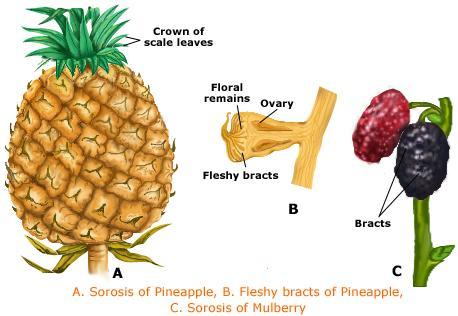 Crown of
scale leaves
Floral
remains
Ovary
Fleshy bracts
B
Bracts
A
C
A. Sorosis of Pineapple, B. Fleshy bracts of Pineapple,
C. Sorosis of Mulberry